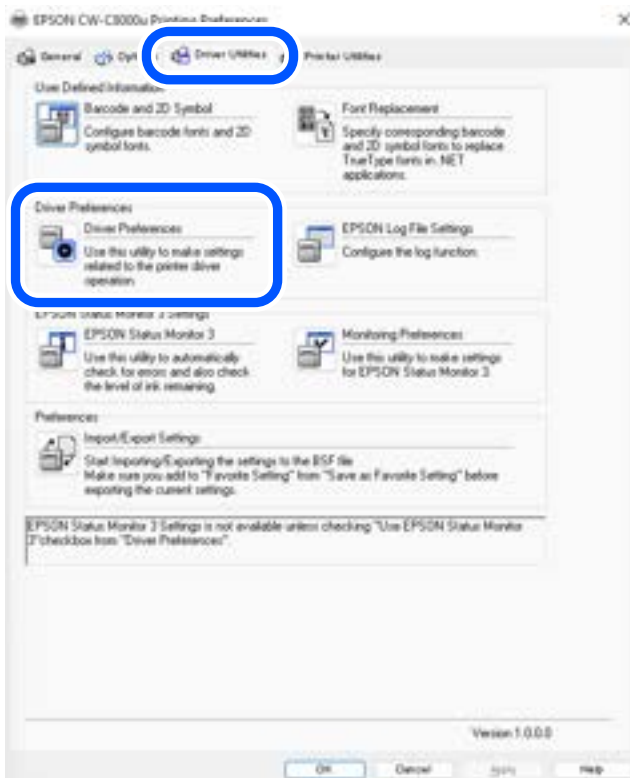 EPSON CW-C8000u Printing Preferences
General
Driver Utilities
Printer Utilities
User Defined Information
Barcode and 2D Symbol
Configure barcode fonts and 2D
symbol fonts.
Font Replacement
Specify corresponding barcode
and 2D symbol fonts to replace
TrueType fonts in .NET
applications.
Driver Preferences
Driver Preferences
Use this utility to make settings
related to the printer driver
operation
EPSON Log File Settings
Configure the log function.
EPSON Status Monitor 3 Settings
EPSON Status Monitor 3
Use this utility to automatically
check for errors and also check
the level of ink remaining.
Monitoring Preferences
Use this utility to make settings
for EPSON Status Monitor 3.
Preferences
Import/Export Settings
Start Importing/Exporting the settings to the BSF file
Make sure you add to "Favorite Setting" from "Save as Favorite Setting" before
exporting the current settings.
EPSON Status Monitor 3 Settings is not available unless checking "Use EPSON Status Monitor
3"checkbox from "Driver Preferences".
Version 1.0.0.0
OK
Cancel
Apply
Help